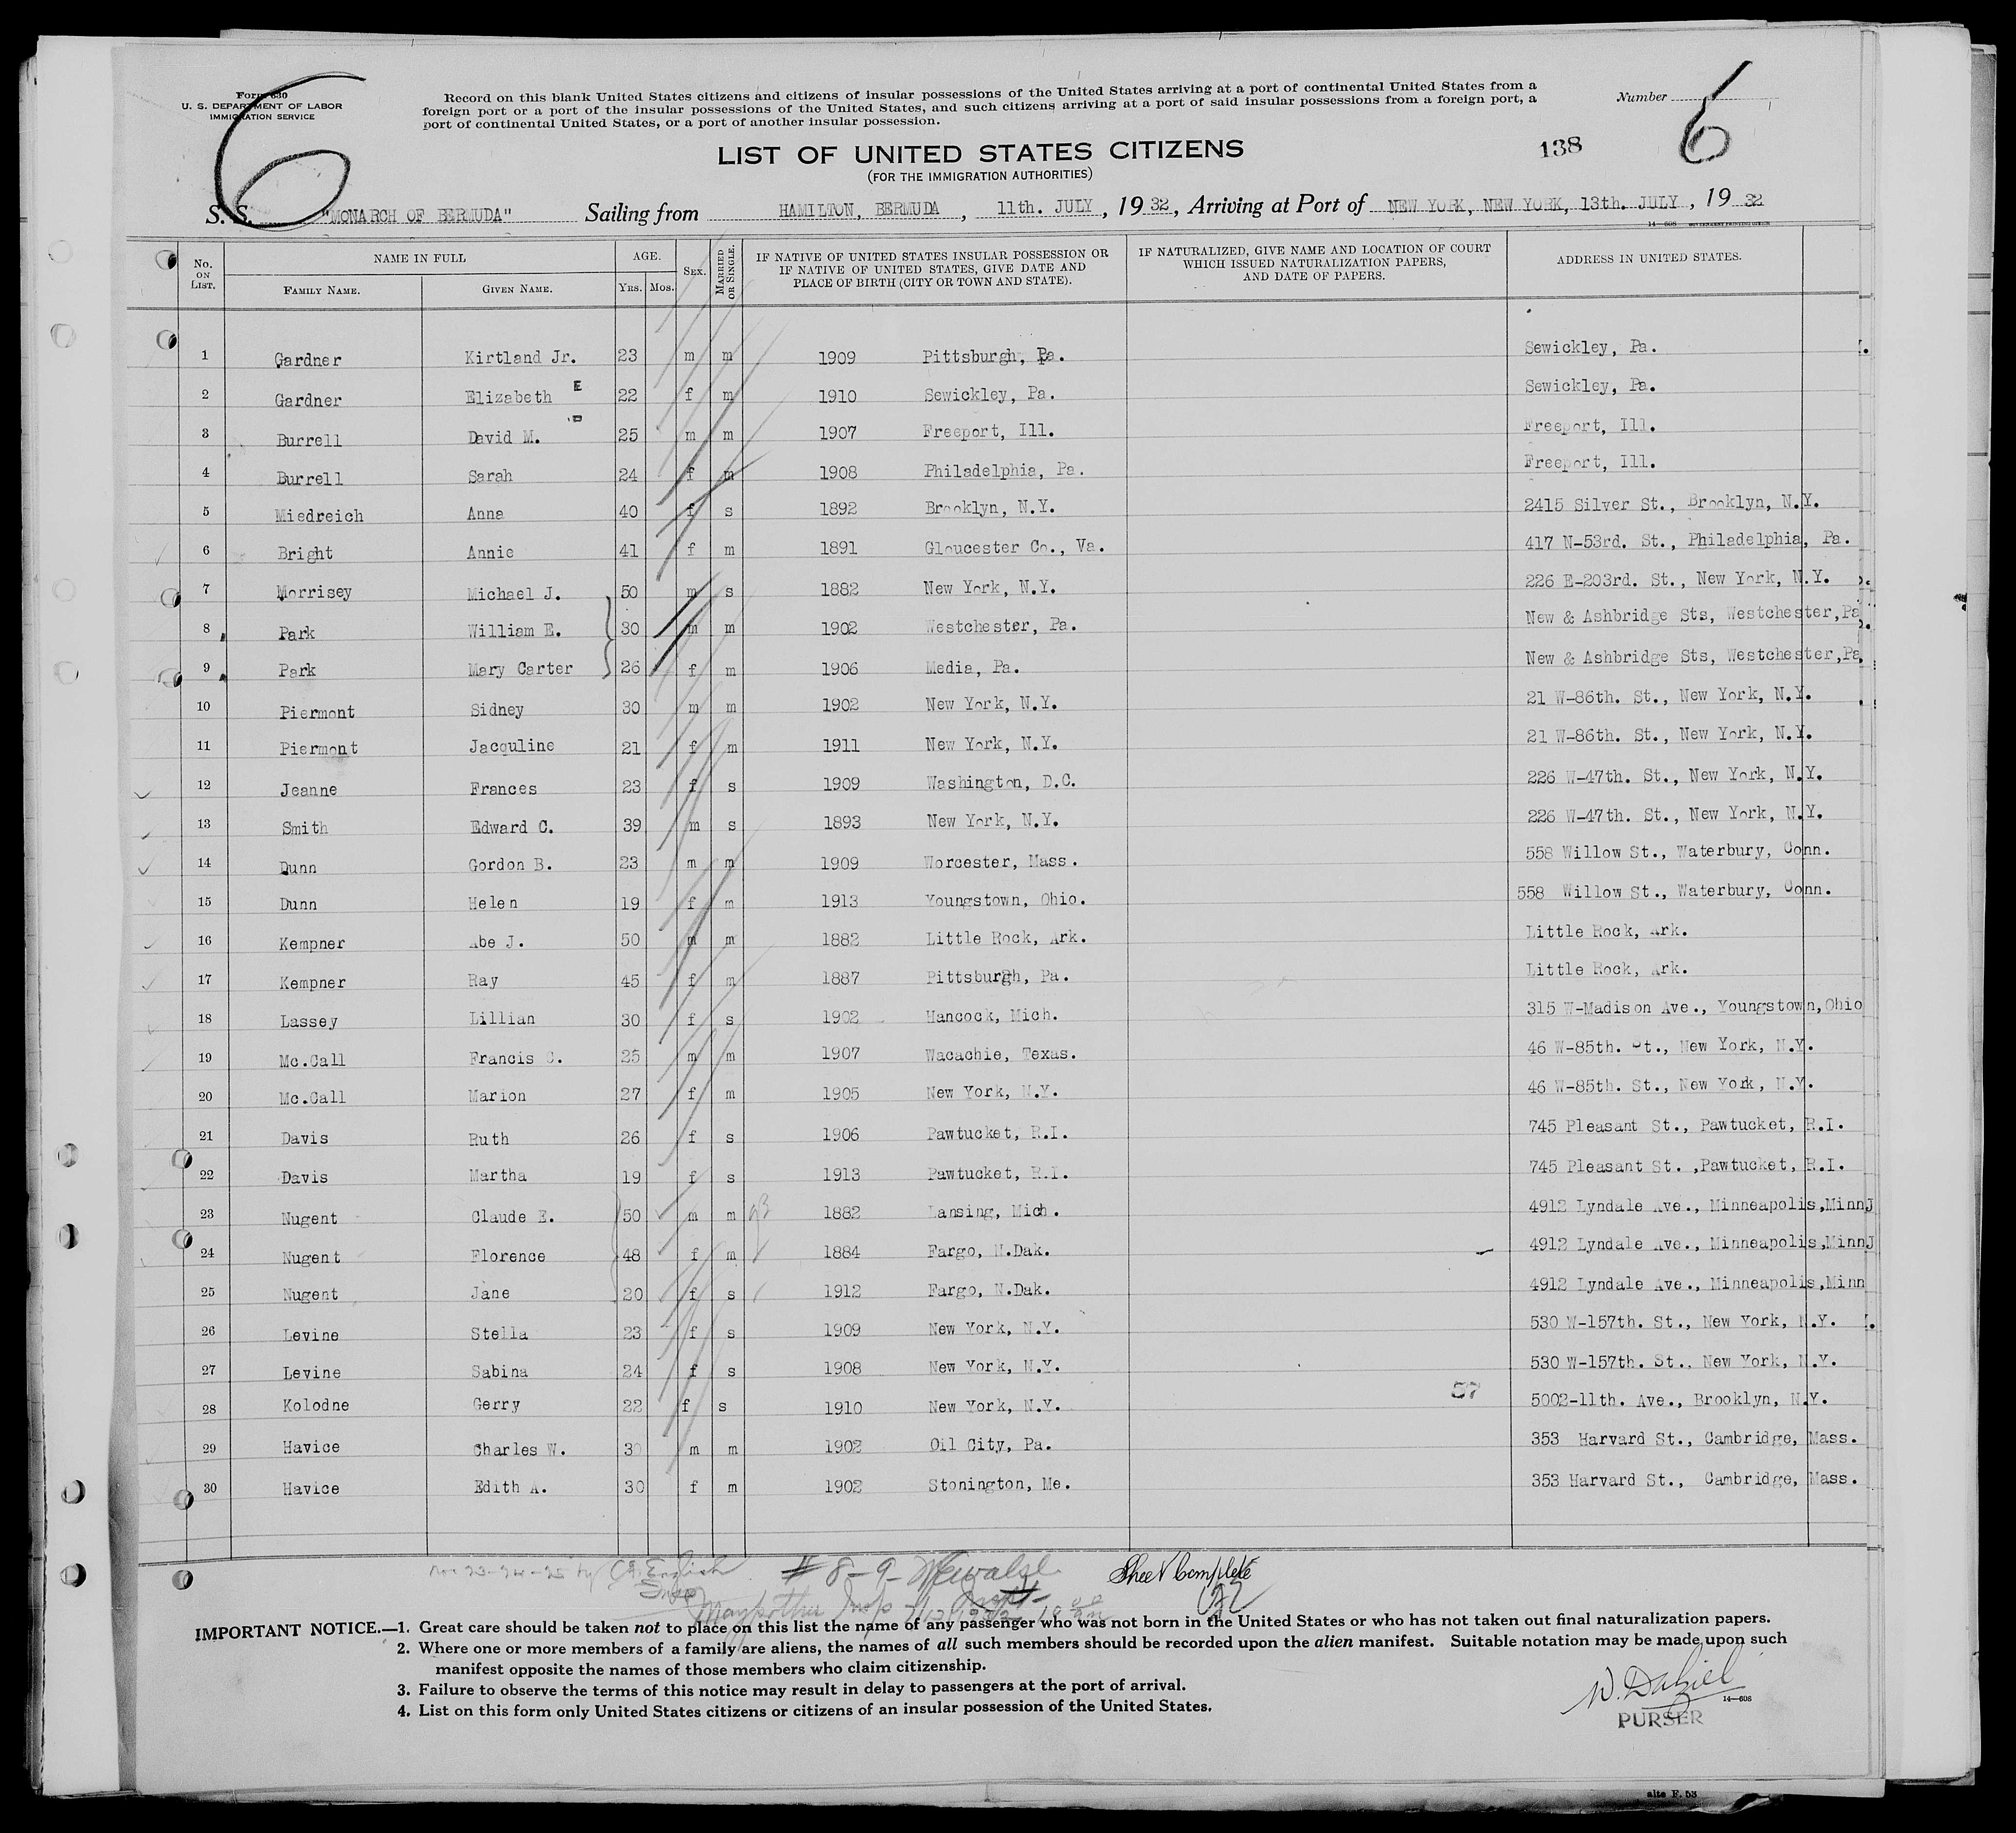 6
Form 630
U. S. DEPARTMENT OF LABOR
IMMIGRATION SERVICE
Record on this blank United States citizens and citizens of insular possessions of the United States arriving at a port of continental United States from a
foreign port or a port of the insular possessions of the United States, and such citizens arriving at a port of said insular possessions from a foreign port, a
port of continental United States, or a port of another insular possession.
Number 6
LIST OF UNITED STATES CITIZENS
138
(FOR THE IMMIGRATION AUTHORITIES)
S. S. "MONARCH OF BERMUDA" Sailing from HAMILTON, BERMUDA, 11th. JULY, 1932, Arriving at Port of NEW YORK, NEW YORK, 13th. JULY, 1932
14-608 GOVERNMENT PRINTING OFFICE
No. ON LIST. NAME IN FULL FAMILY NAME. GIVEN NAME. AGE. YRS. MOS. SEX. MARRIED OR SINGLE. IF NATIVE OF UNITED STATES INSULAR POSSESSION OR IF NATIVE OF UNITED STATES, GIVE DATE AND PLACE OF BIRTH (CITY OR TOWN AND STATE). IF NATURALIZED, GIVE NAME AND LOCATION OF COURT WHICH ISSUED NATURALIZATION PAPERS, AND DATE OF PAPERS. ADDRESS IN UNITED STATES.
1 Gardner Kirtland Jr. 23 m m 1909 Pittsburgh, Pa. Sewickley, Pa.
2 Gardner Elizabeth E 22 f m 1910 Sewickley, Pa. Sewickley, Pa.
3 Burrell David M. 25 m m 1907 Freeport, Ill. Freeport, Ill.
4 Burrell Sarah 24 f m 1908 Philadelphia, Pa. Freeport, Ill.
5 Miedreich Anna 40 f s 1892 Brooklyn, N.Y. 2415 Silver St., Brooklyn, N.Y.
6 Bright Annie 41 f m 1891 Gloucester Co., Va. 417 N-53rd. St., Philadelphia, Pa.
7 Morrisey Michael J. 50 m s 1882 New York, N.Y. 226 E-203rd. St., New York, N.Y.
8 Park William E. 30 m m 1902 Westchester, Pa. New & Ashbridge Sts, Westchester,Pa.
9 Park Mary Carter 26 f m 1906 Media, Pa. New & Ashbridge Sts, Westchester,Pa.
10 Piermont Sidney 30 m m 1902 New York, N.Y. 21 W-86th. St., New York, N.Y.
11 Piermont Jacquline 21 f m 1911 New York, N.Y. 21 W-86th. St., New York, N.Y.
12 Jeanne Frances 23 f s 1909 Washington, D.C. 226 W-47th. St., New York, N.Y.
13 Smith Edward C. 39 m s 1893 New York, N.Y. 226 W-47th. St., New York, N.Y.
14 Dunn Gordon B. 23 m m 1909 Worcester, Mass. 558 Willow St., Waterbury, Conn.
15 Dunn Helen 19 f m 1913 Youngstown, Ohio. 558 Willow St., Waterbury, Conn.
16 Kempner Abe J. 50 m m 1882 Little Rock, Ark. Little Rock, Ark.
17 Kempner Ray 45 f m 1887 Pittsburgh, Pa. Little Rock, Ark.
18 Lassey Lillian 30 f s 1902 Hancock, Mich. 315 W-Madison Ave., Youngstown,Ohio
19 Mc.Call Francis C. 25 m m 1907 Wacachie, Texas. 46 W-85th. St., New York, N.Y.
20 Mc.Call Marion 27 f m 1905 New York, N.Y. 46 W-85th. St., New York, N.Y.
21 Davis Ruth 26 f s 1906 Pawtucket, R.I. 745 Pleasant St., Pawtucket, R.I.
22 Davis Martha 19 f s 1913 Pawtucket, R.I. 745 Pleasant St. ,Pawtucket, R.I.
23 Nugent Claude E. 50 m m 1882 Lansing, Mich. 4912 Lyndale Ave., Minneapolis,Minn
24 Nugent Florence 48 f m 1884 Fargo, N.Dak. 4912 Lyndale Ave., Minneapolis,Minn
25 Nugent Jane 20 f s 1912 Fargo, N.Dak. 4912 Lyndale Ave., Minneapolis,Minn
26 Levine Stella 23 f s 1909 New York, N.Y. 530 W-157th. St., New York, N.Y.
27 Levine Sabina 24 f s 1908 New York, N.Y. 530 W-157th. St., New York, N.Y.
28 Kolodne Gerry 22 f s 1910 New York, N.Y. 57 5002-11th. Ave., Brooklyn, N.Y.
29 Havice Charles W. 30 m m 1902 Oil City, Pa. 353 Harvard St., Cambridge, Mass.
30 Havice Edith A. 30 f m 1902 Stonington, Me. 353 Harvard St., Cambridge, Mass.
23-24-25 by English # 8-9- Sheet Complete
Insp
IMPORTANT NOTICE.—1. Great care should be taken not to place on this list the name of any passenger who was not born in the United States or who has not taken out final naturalization papers.
2. Where one or more members of a family are aliens, the names of all such members should be recorded upon the alien manifest. Suitable notation may be made upon such
manifest opposite the names of those members who claim citizenship.
3. Failure to observe the terms of this notice may result in delay to passengers at the port of arrival.
4. List on this form only United States citizens or citizens of an insular possession of the United States.
W. Dalziel
14-608
PURSER